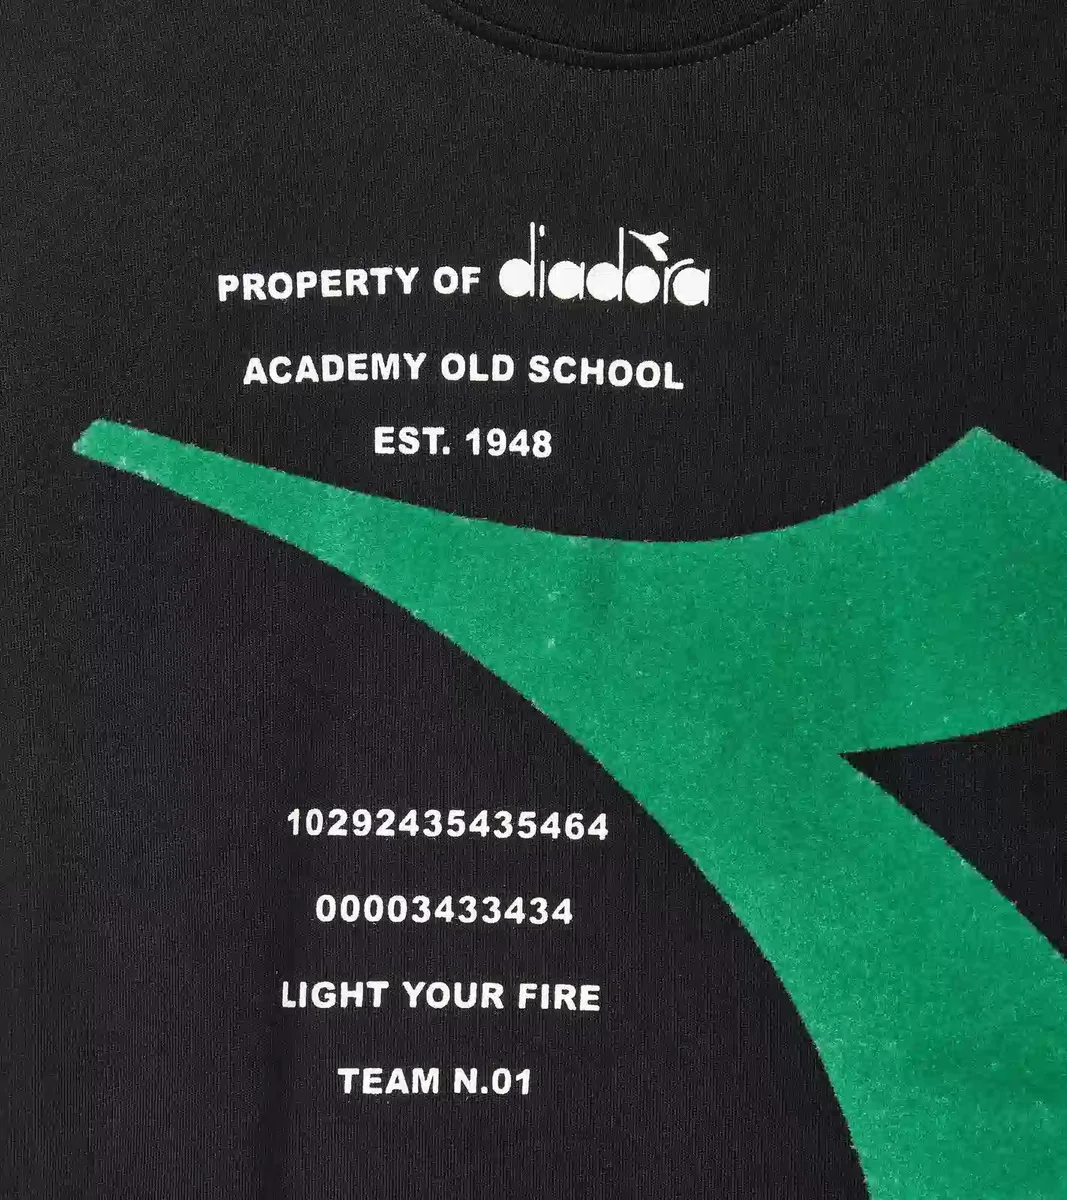 PROPERTY OF diadora
ACADEMY OLD SCHOOL
EST. 1948
10292435435464
00003433434
LIGHT YOUR FIRE
TEAM N.01